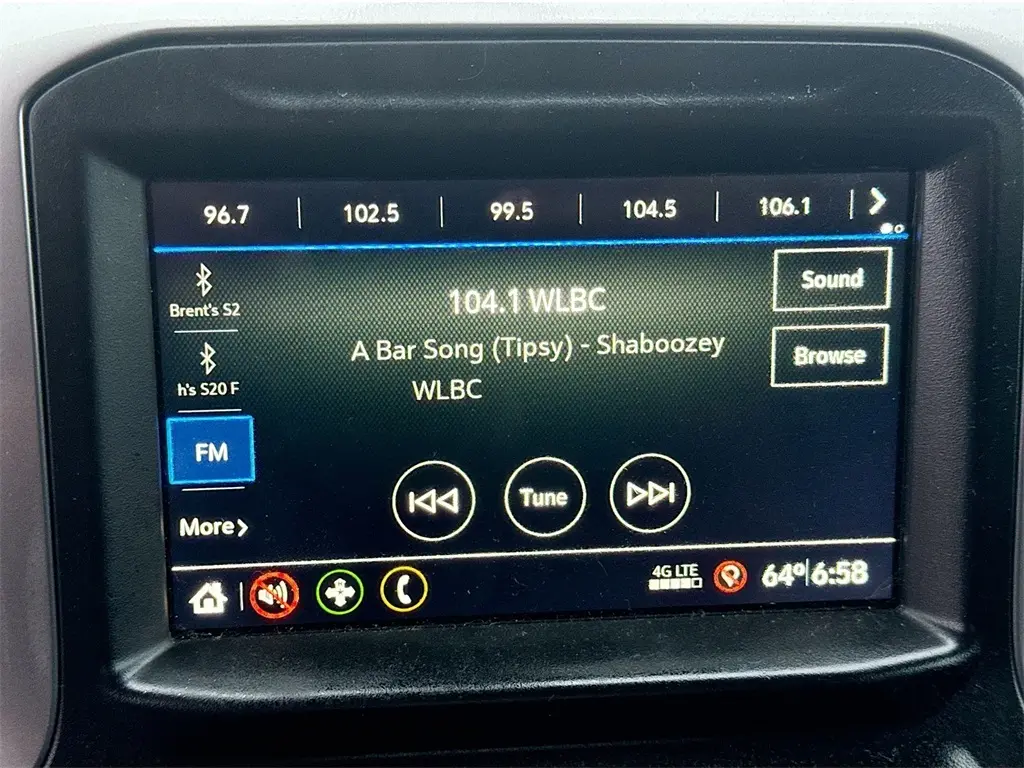 96.7 | 102.5 | 99.5 | 104.5 | 106.1
Brent's S2
h's S20 F
FM
More
104.1 WLBC
A Bar Song (Tipsy) - Shaboozey
WLBC
Sound
Browse
Tune
4G LTE
64° 6:58